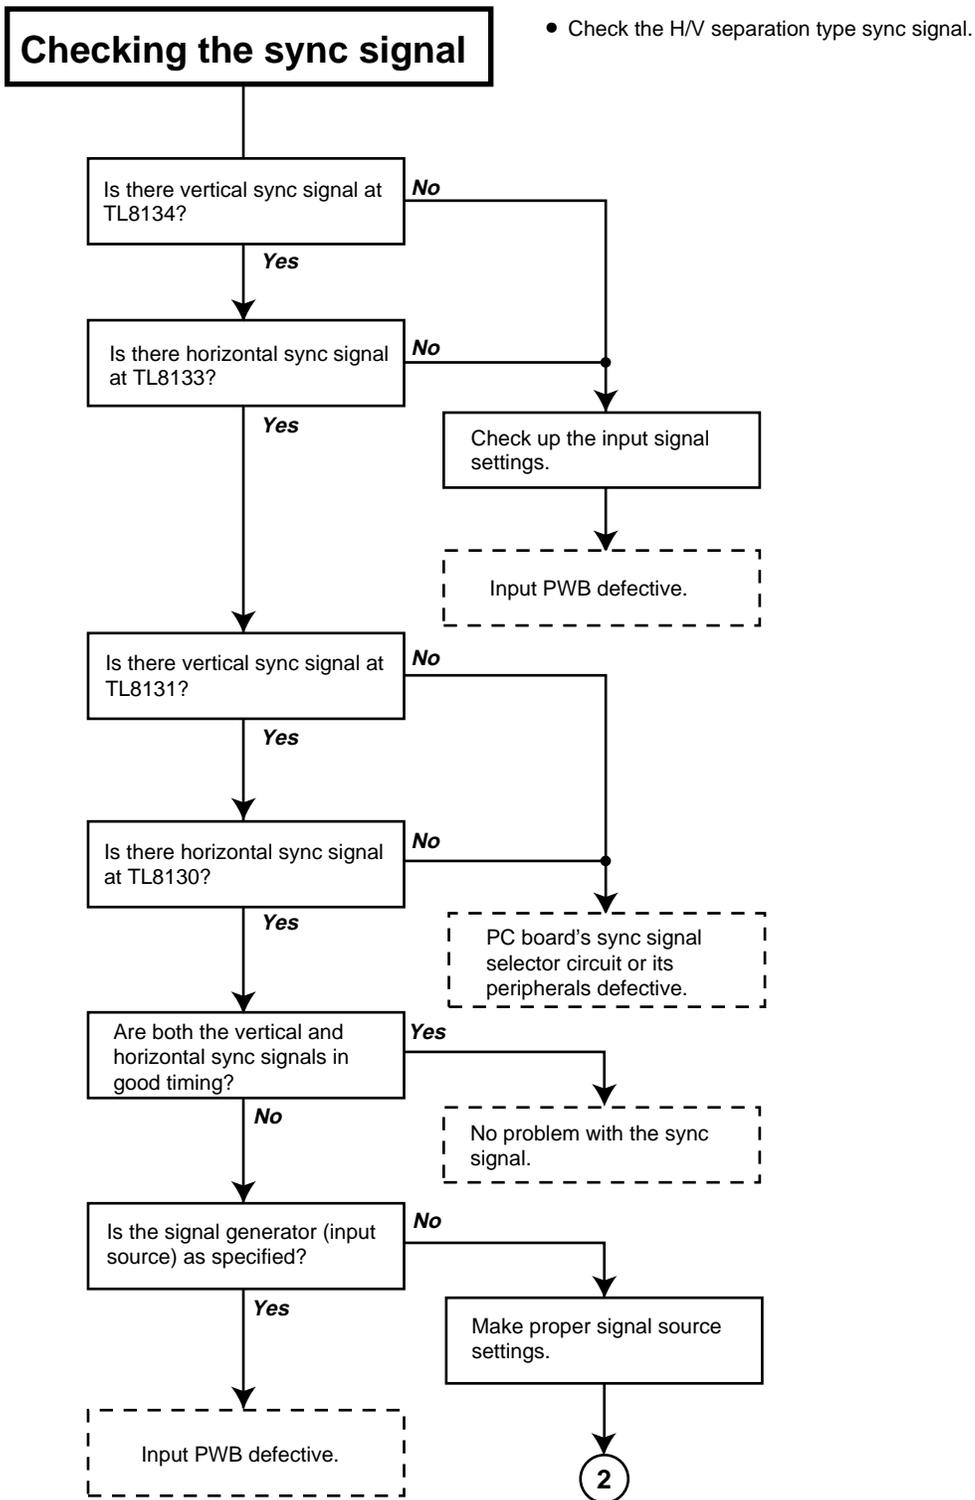 Checking the sync signal
● Check the H/V separation type sync signal.
Is there vertical sync signal at
TL8134?
No
Yes
Is there horizontal sync signal
at TL8133?
No
Yes
Check up the input signal
settings.
Input PWB defective.
Is there vertical sync signal at
TL8131?
No
Yes
Is there horizontal sync signal
at TL8130?
No
Yes
PC board’s sync signal
selector circuit or its
peripherals defective.
Are both the vertical and
horizontal sync signals in
good timing?
Yes
No
No problem with the sync
signal.
Is the signal generator (input
source) as specified?
No
Yes
Make proper signal source
settings.
Input PWB defective.
2